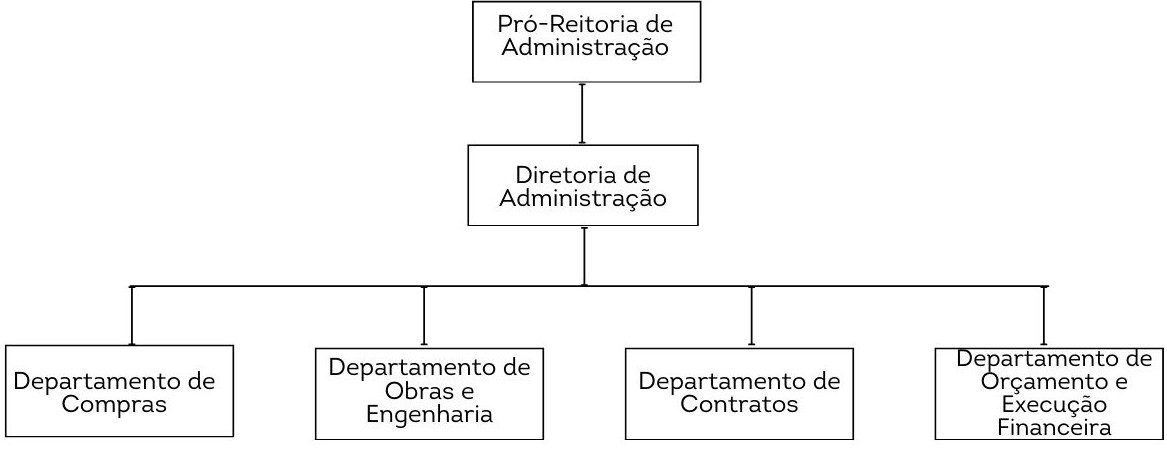 Pró-Reitoria de
Administração
Diretoria de
Administração
Departamento de
Compras
Departamento de
Obras e
Engenharia
Departamento de
Contratos
Departamento de
Orçamento e
Execução
Financeira